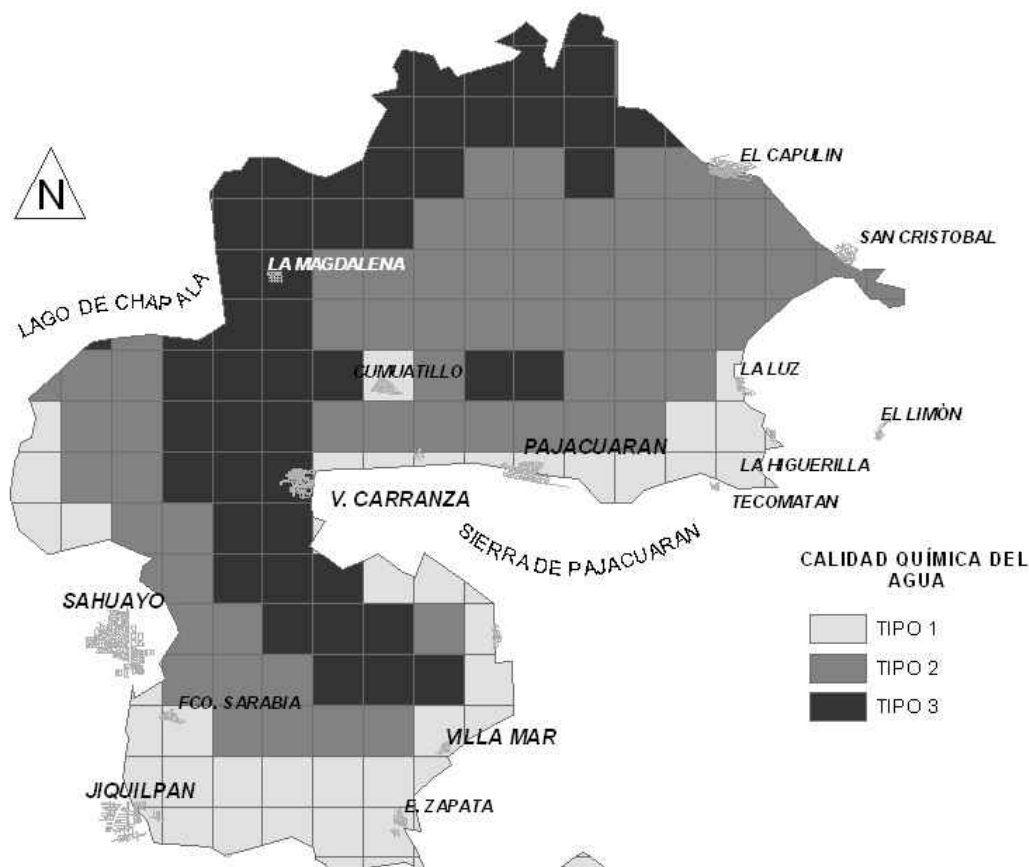 EL CAPULIN
N
SAN CRISTOBAL
LA MAGDALENA
LAGO DE CHAPALA
CUMUATILLO
LA LUZ
EL LIMÒN
PAJACUARAN
LA HIGUERILLA
V. CARRANZA
TECOMATAN
SIERRA DE PAJACUARAN
CALIDAD QUÍMICA DEL
AGUA
SAHUAYO
TIPO 1
TIPO 2
FCO. SARABIA
TIPO 3
VILLA MAR
JIQUILPAN
E. ZAPATA